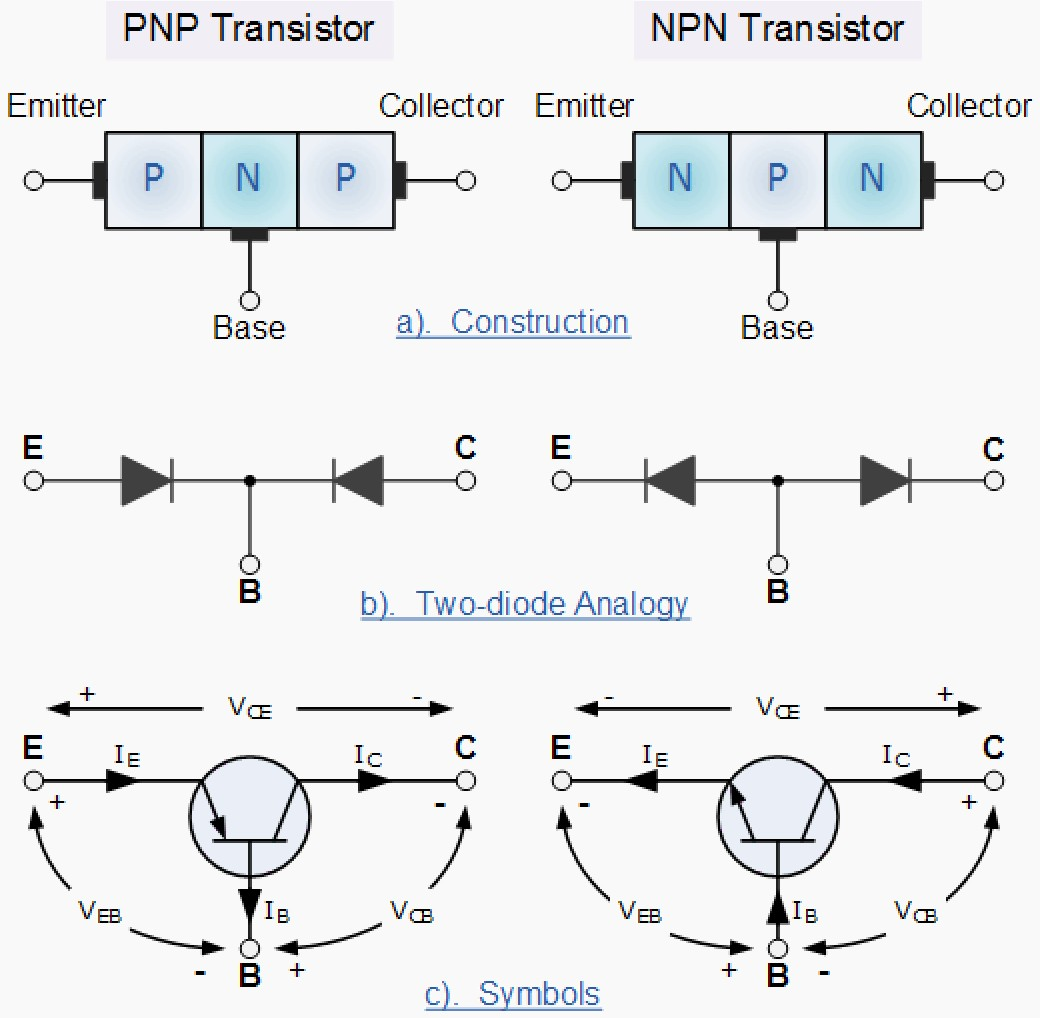 PNP Transistor NPN Transistor
Emitter Collector Emitter Collector
P N P N P N
Base a). Construction Base
E C E C
B b). Two-diode Analogy B
+ VCE - - VCE +
E IE IC C E IE IC C
+ - - +
VEB IB VCB VEB IB VCB
- B + + B -
c). Symbols